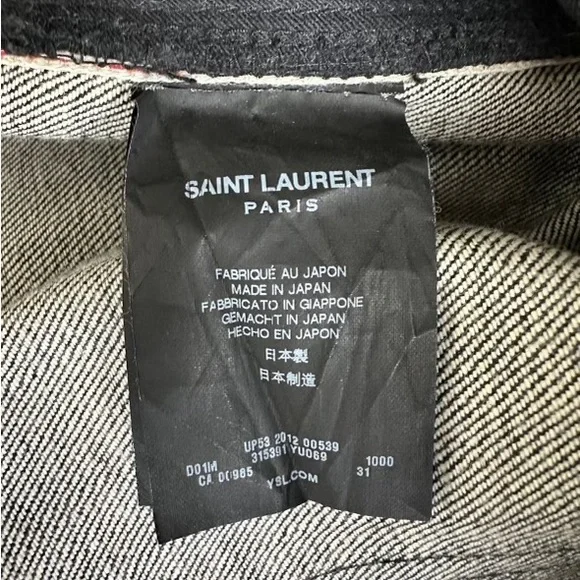 SAINT LAURENT
PARIS
FABRIQUÉ AU JAPON
MADE IN JAPAN
FABBRICATO IN GIAPPONE
GEMACHT IN JAPAN
HECHO EN JAPON
日本製
日本制造
UP53 2012 00539
D01M 315391 YU069 1000
CA 00985 YSL.COM 31